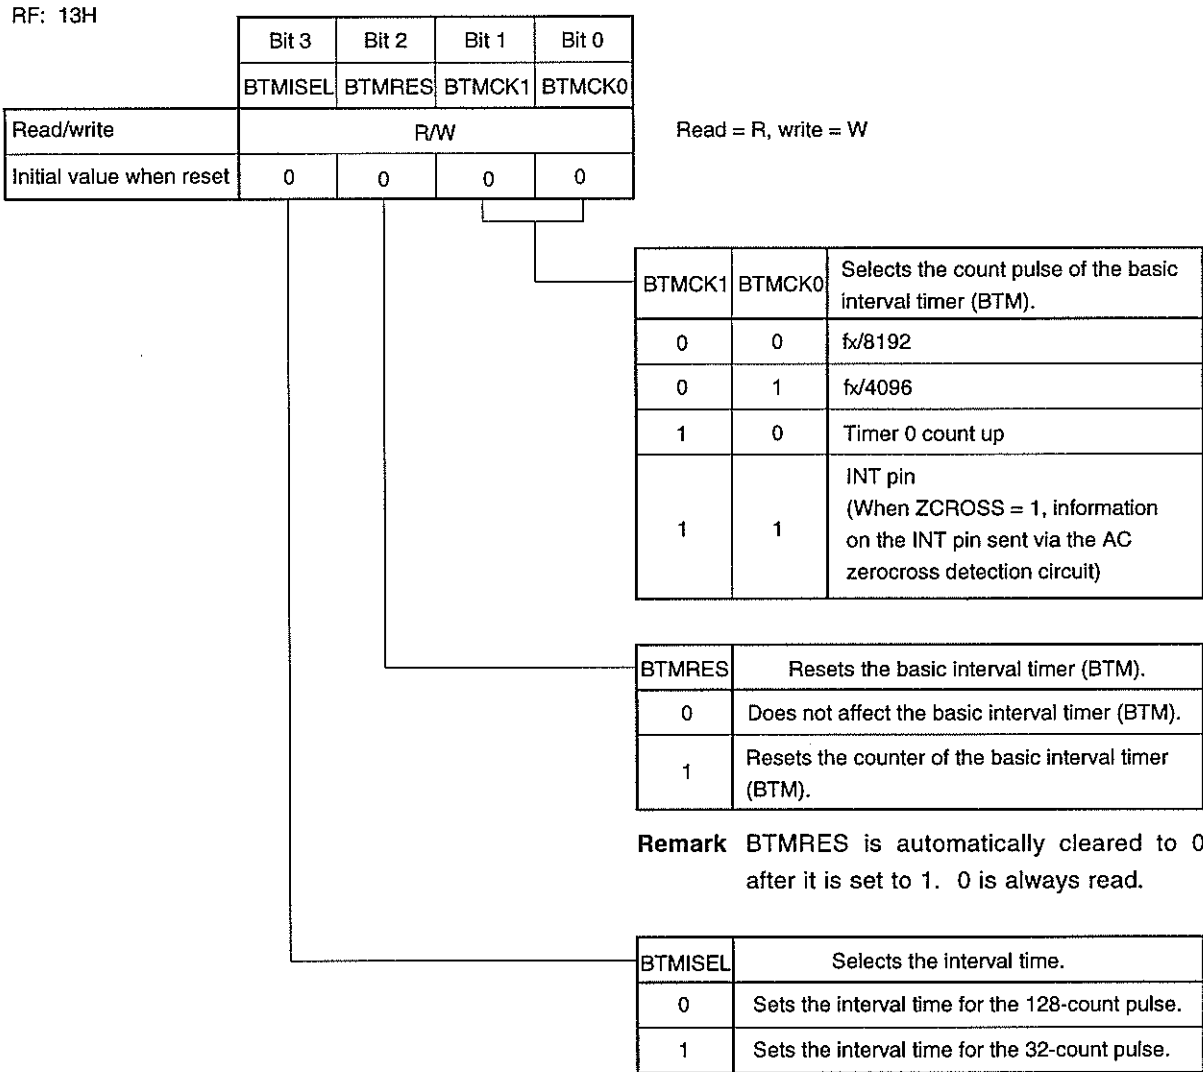 RF: 13H
Bit 3 Bit 2 Bit 1 Bit 0
BTMISEL BTMRES BTMCK1 BTMCK0
Read/write R/W Read = R, write = W
Initial value when reset 0 0 0 0
BTMCK1 BTMCK0 Selects the count pulse of the basic
interval timer (BTM).
0 0 fx/8192
0 1 fx/4096
1 0 Timer 0 count up
1 1 INT pin
(When ZCROSS = 1, information
on the INT pin sent via the AC
zerocross detection circuit)
BTMRES Resets the basic interval timer (BTM).
0 Does not affect the basic interval timer (BTM).
1 Resets the counter of the basic interval timer
(BTM).
Remark BTMRES is automatically cleared to 0
after it is set to 1. 0 is always read.
BTMISEL Selects the interval time.
0 Sets the interval time for the 128-count pulse.
1 Sets the interval time for the 32-count pulse.